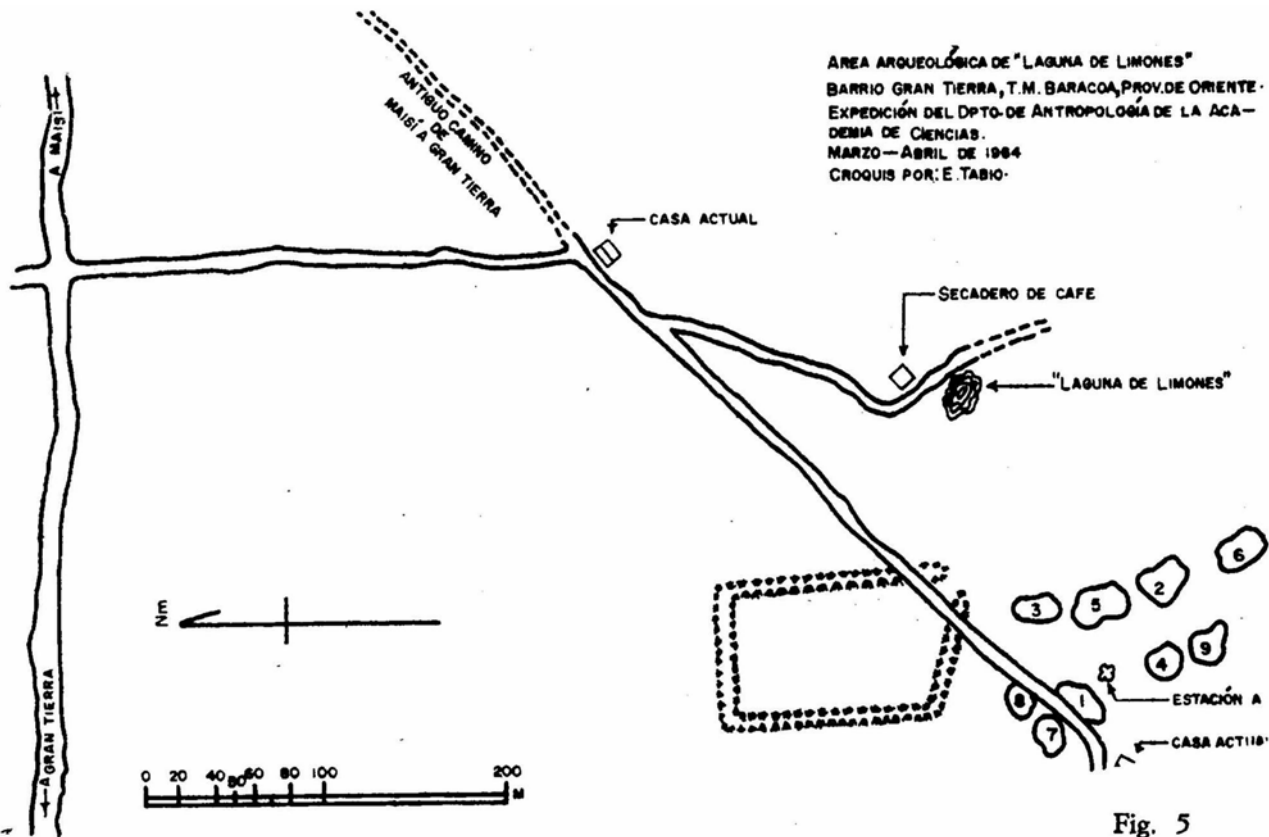 AREA ARQUEOLÓGICA DE "LAGUNA DE LIMONES"
BARRIO GRAN TIERRA, T.M. BARACOA, PROV. DE ORIENTE.
EXPEDICIÓN DEL DPTO. DE ANTROPOLOGÍA DE LA ACA-
DEMIA DE CIENCIAS.
MARZO—ABRIL DE 1964
CROQUIS POR: E. TABIO.
A MAISÍ
ANTIGUO CAMINO
DE
MAISÍ A GRAN TIERRA
CASA ACTUAL
SECADERO DE CAFE
"LAGUNA DE LIMONES"
6
2
5
3
9
4
Nm
ESTACIÓN A
1
8
7
CASA
A GRAN TIERRA
0 20 40 50 60 80 100 200
M
Fig. 5